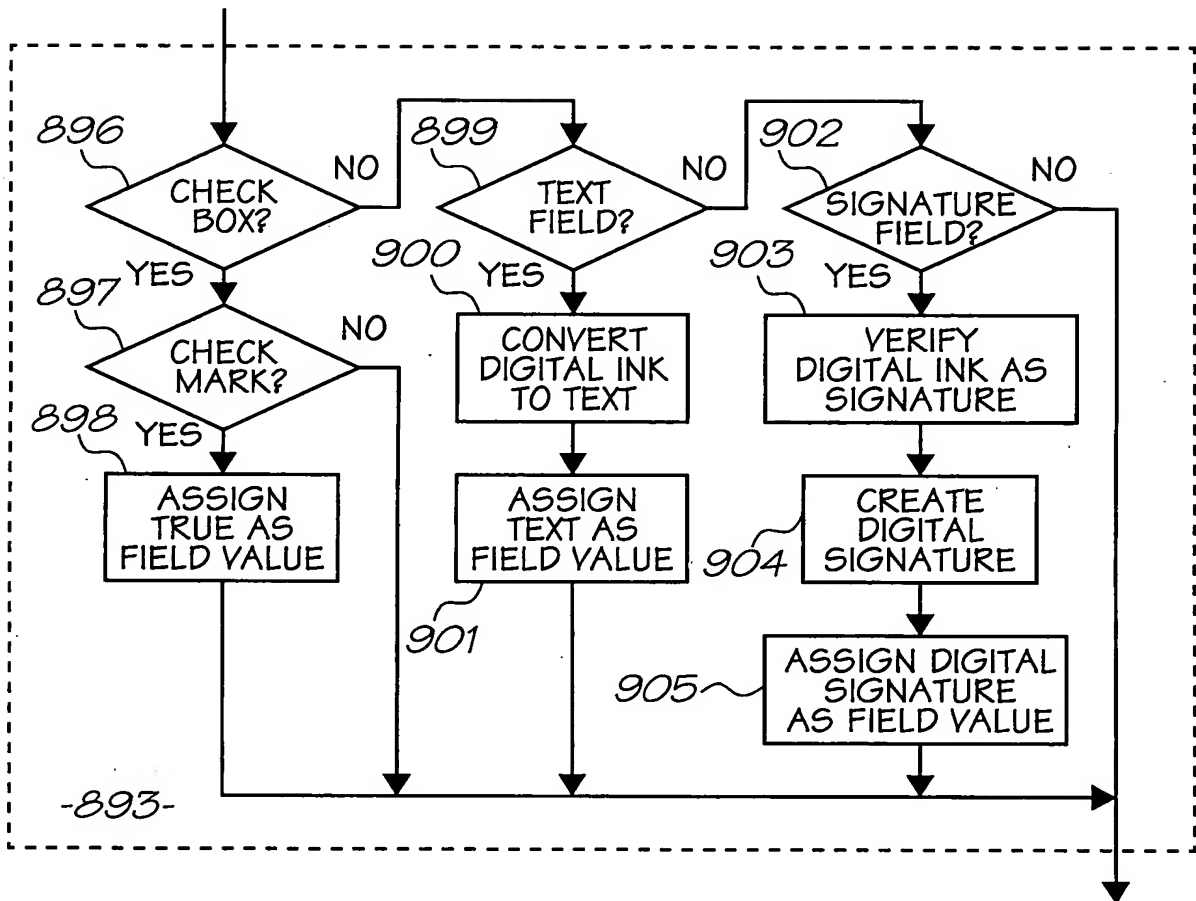 896
CHECK
BOX?
NO
YES
897
CHECK
MARK?
NO
YES
898
ASSIGN
TRUE AS
FIELD VALUE
899
TEXT
FIELD?
NO
YES
900
CONVERT
DIGITAL INK
TO TEXT
ASSIGN
TEXT AS
FIELD VALUE
901
902
SIGNATURE
FIELD?
NO
YES
903
VERIFY
DIGITAL INK AS
SIGNATURE
CREATE
DIGITAL
SIGNATURE
904
ASSIGN DIGITAL
SIGNATURE
AS FIELD VALUE
905
-893-